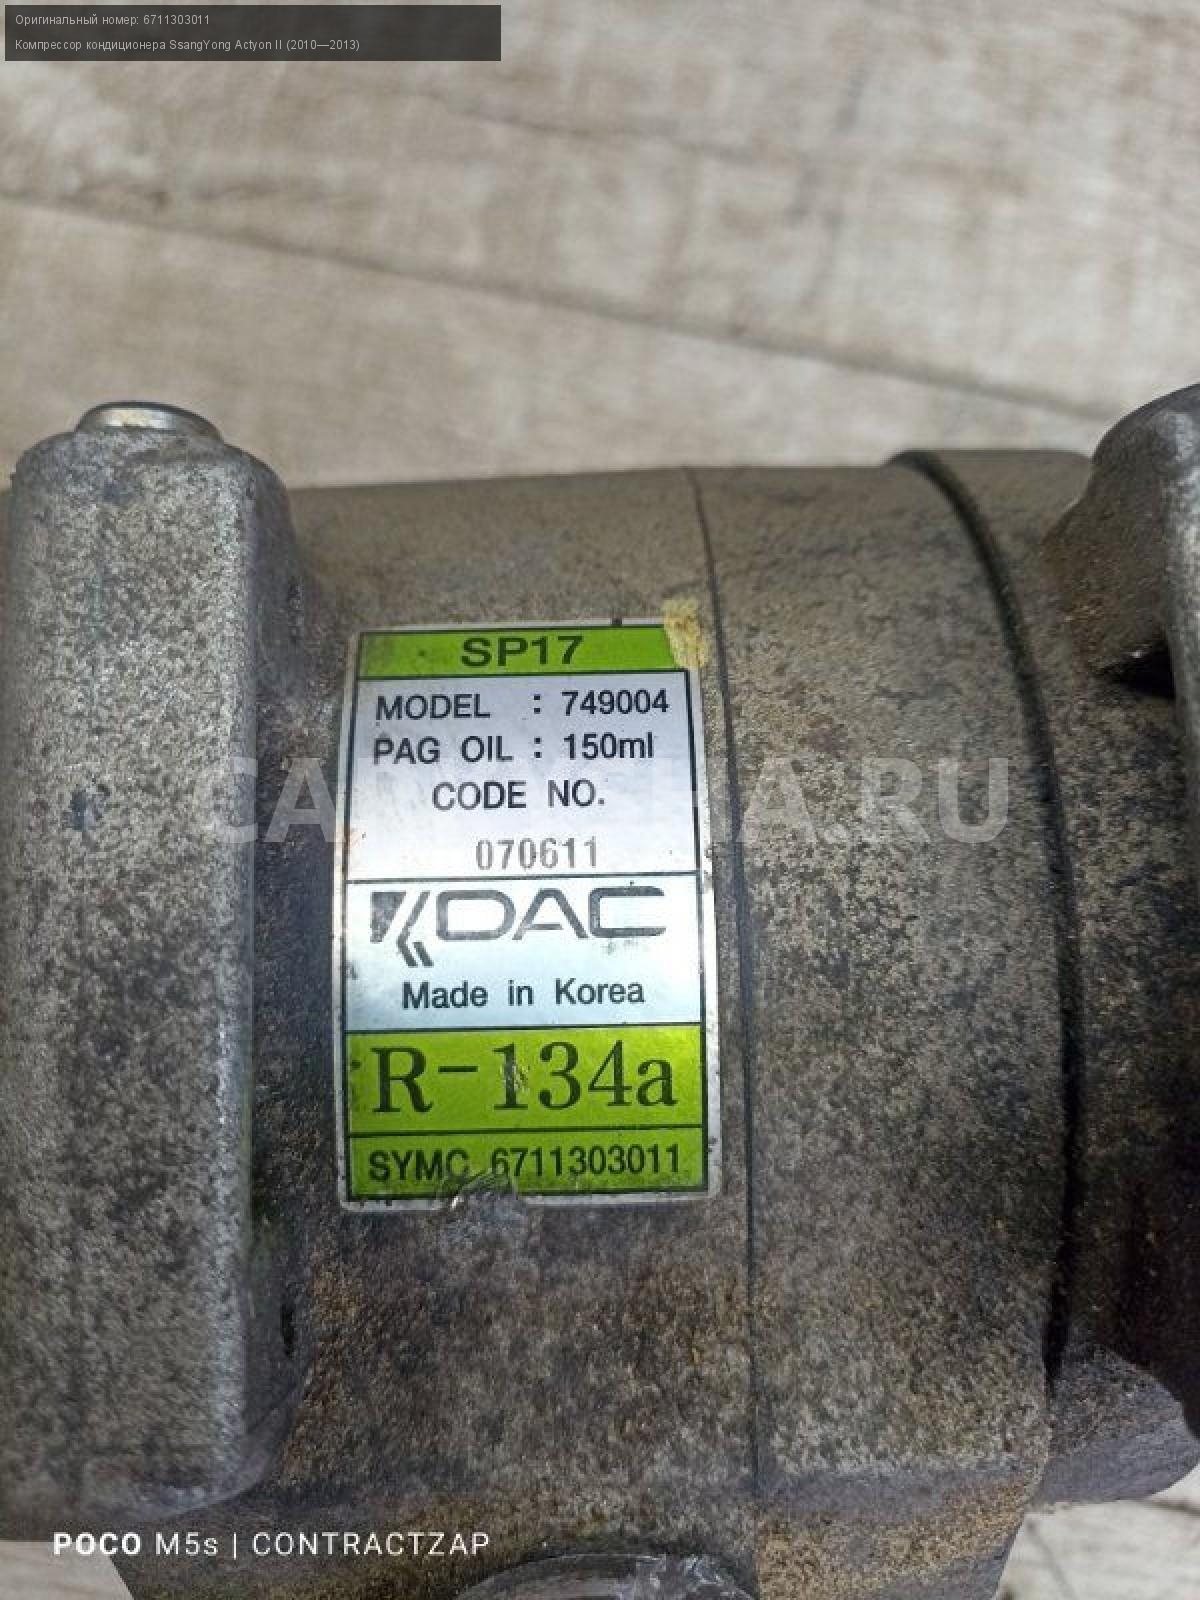 Оригинальный номер: 6711303011
Компрессор кондиционера SsangYong Actyon II (2010—2013)
SP17
MODEL : 749004
PAG OIL : 150ml
CODE NO.
070611
KDAC
Made in Korea
R-134a
SYMC 6711303011
POCO M5s | CONTRACTZAP